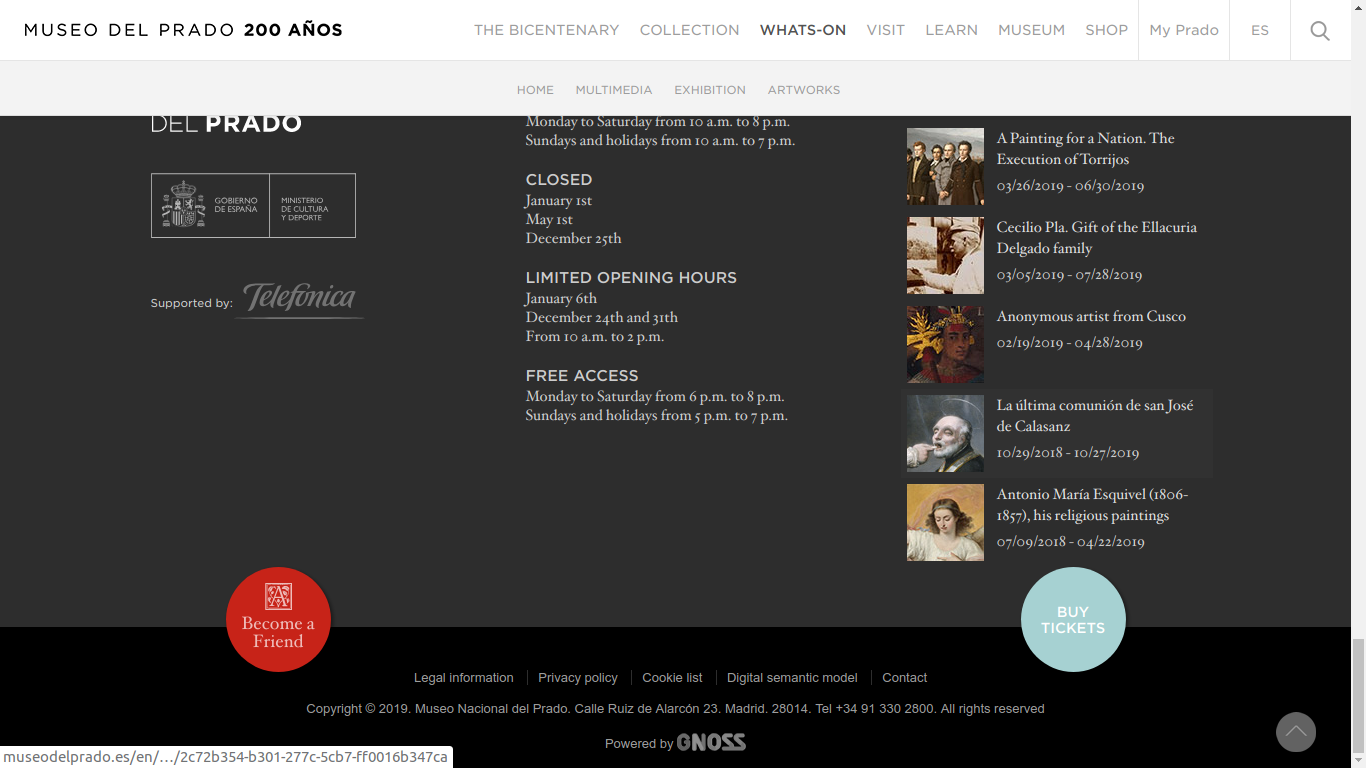 MUSEO DEL PRADO 200 AÑOS
THE BICENTENARY COLLECTION WHATS-ON VISIT LEARN MUSEUM SHOP My Prado ES
HOME MULTIMEDIA EXHIBITION ARTWORKS
DEL PRADO
GOBIERNO
DE ESPAÑA
MINISTERIO
DE CULTURA
Y DEPORTE
Supported by: Telefónica
Monday to Saturday from 10 a.m. to 8 p.m.
Sundays and holidays from 10 a.m. to 7 p.m.
CLOSED
January 1st
May 1st
December 25th
LIMITED OPENING HOURS
January 6th
December 24th and 31th
From 10 a.m. to 2 p.m.
FREE ACCESS
Monday to Saturday from 6 p.m. to 8 p.m.
Sundays and holidays from 5 p.m. to 7 p.m.
A Painting for a Nation. The
Execution of Torrijos
03/26/2019 - 06/30/2019
Cecilio Pla. Gift of the Ellacuria
Delgado family
03/05/2019 - 07/28/2019
Anonymous artist from Cusco
02/19/2019 - 04/28/2019
La última comunión de san José
de Calasanz
10/29/2018 - 10/27/2019
Antonio María Esquivel (1806-
1857), his religious paintings
07/09/2018 - 04/22/2019
A
Become a
Friend
BUY
TICKETS
Legal information Privacy policy Cookie list Digital semantic model Contact
Copyright © 2019. Museo Nacional del Prado. Calle Ruiz de Alarcón 23. Madrid. 28014. Tel +34 91 330 2800. All rights reserved
Powered by GNOSS
museodelprado.es/en/.../2c72b354-b301-277c-5cb7-ff0016b347ca